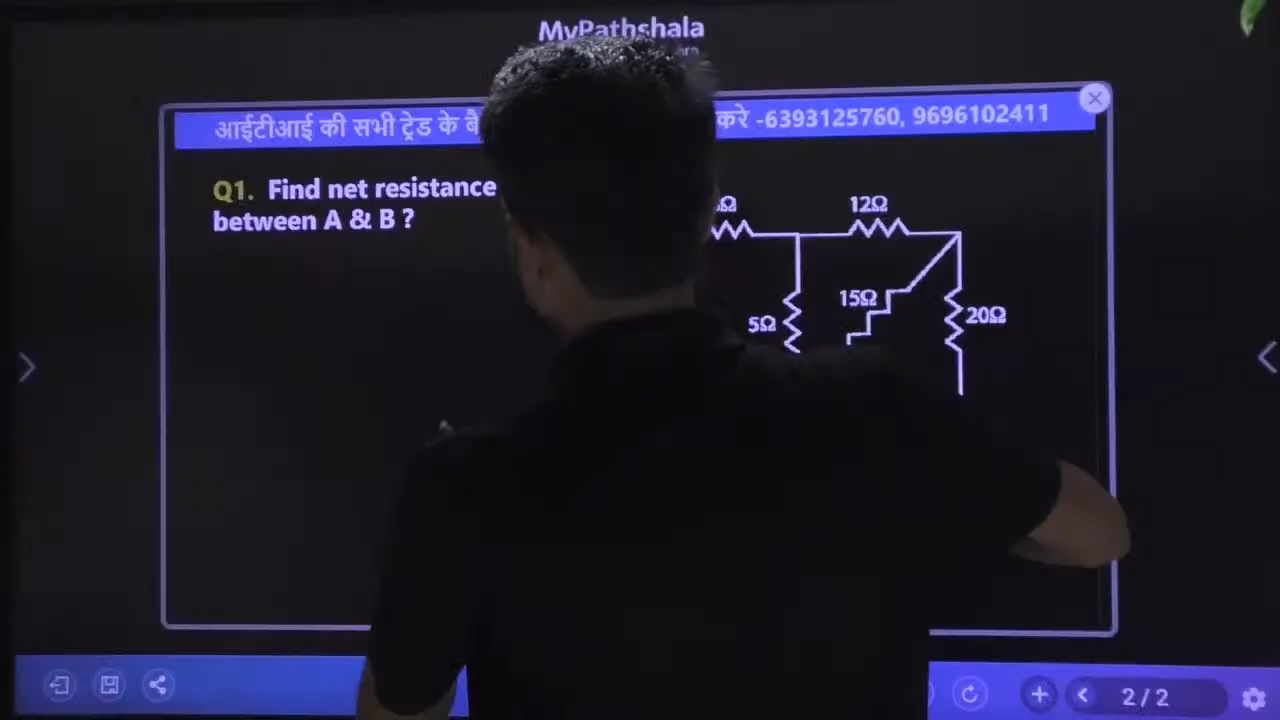 MyPathshala
आईटीआई की सभी ट्रेड के करे -6393125760, 9696102411
Q1. Find net resistance
between A & B ?
12Ω
15Ω
5Ω
20Ω
2 / 2